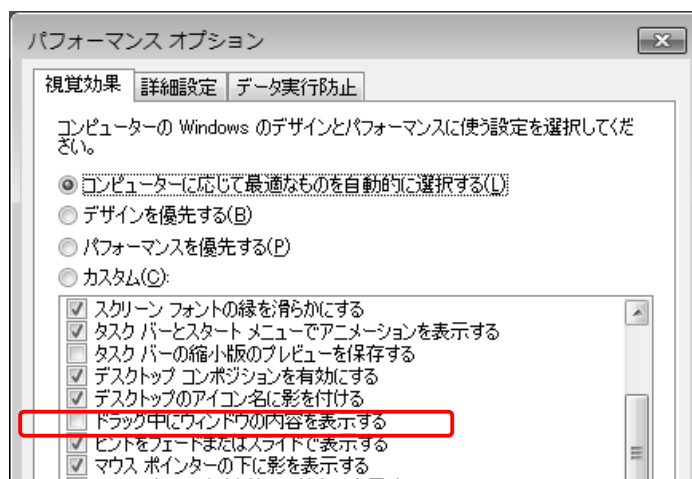 パフォーマンス オプション
視覚効果
詳細設定
データ実行防止
コンピューターの Windows のデザインとパフォーマンスに使う設定を選択してくだ
さい。
コンピューターに応じて最適なものを自動的に選択する(L)
デザインを優先する(B)
パフォーマンスを優先する(P)
カスタム(C):
スクリーン フォントの縁を滑らかにする
タスク バーとスタート メニューでアニメーションを表示する
タスク バーの縮小版のプレビューを保存する
デスクトップ コンポジションを有効にする
デスクトップのアイコン名に影を付ける
ドラッグ中にウィンドウの内容を表示する
ヒントをフェードまたはスライドで表示する
マウス ポインターの下に影を表示する